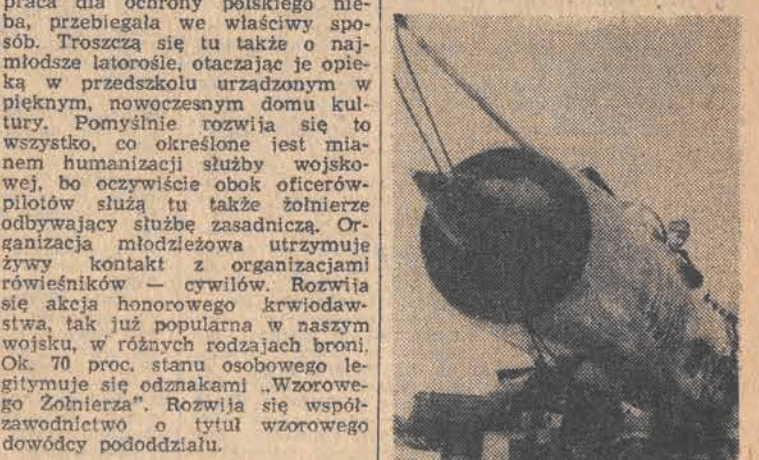 praca dla ochrony polskiego nie-
ba, przebiegała we właściwy spo-
sób. Troszczą się tu także o naj-
młodsze latorośle, otaczając je opie-
ką w przedszkolu urządzonym w
pięknym, nowoczesnym domu kul-
tury. Pomyślnie rozwija się to
wszystko, co określone jest mia-
nem humanizacji służby wojsko-
wej, bo oczywiście obok oficerów-
pilotów służą tu także żołnierze
odbywający służbę zasadniczą. Or-
ganizacja młodzieżowa utrzymuje
żywy kontakt z organizacjami
rówieśników — cywilów. Rozwija
się akcja honorowego krwiodaw-
stwa, tak już popularna w naszym
wojsku, w różnych rodzajach broni.
Ok. 70 proc. stanu osobowego le-
gitymuje się odznakami „Wzorowe-
go Żołnierza”. Rozwija się współ-
zawodnictwo o tytuł wzorowego
dowódcy pododdziału.